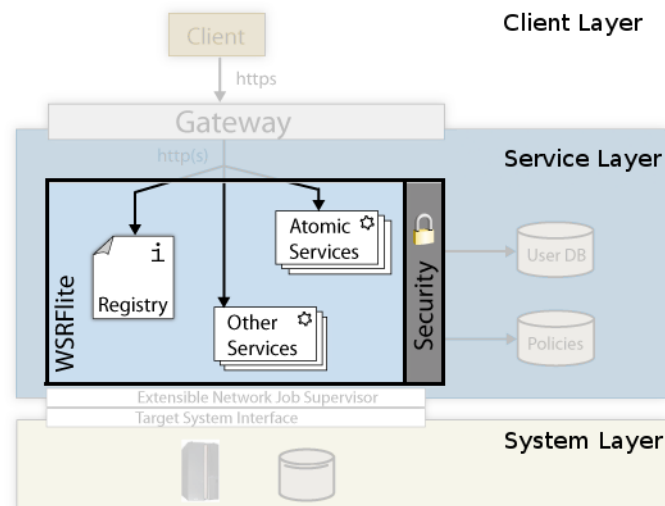 Client Layer
Client
https
Gateway
http(s)
Service Layer
WSRFlite
i
Registry
Atomic
Services
Other
Services
Security
User DB
Policies
Extensible Network Job Supervisor
Target System Interface
System Layer